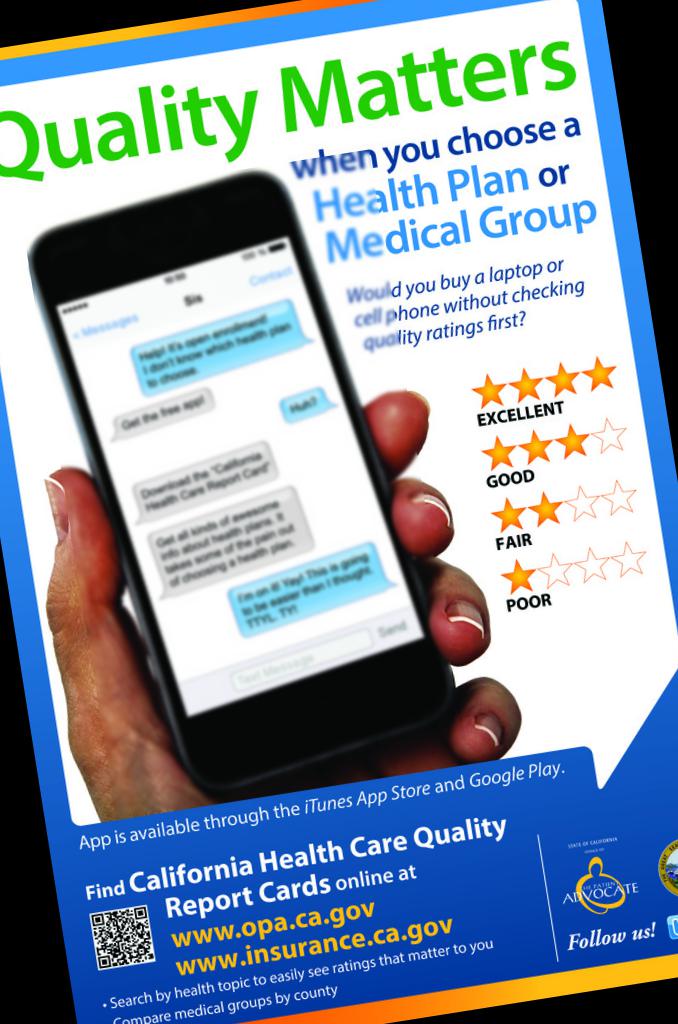 Quality Matters
when you choose a
Health Plan or
Medical Group
Would you buy a laptop or
cell phone without checking
quality ratings first?
EXCELLENT
GOOD
FAIR
POOR
100 %
< Messages
Sis
Contact
Help! It's open enrollment!
I don't know which health plan
to choose.
Get the free app!
Huh?
Download the "California
Health Care Report Card"
Get all kinds of awesome
info about health plans. It
takes some of the pain out
of choosing a health plan.
I'm on it! Yay! This is going
to be easier than I thought.
TTYL. TY!
Text Message
Send
App is available through the iTunes App Store and Google Play.
Find California Health Care Quality
Report Cards online at
www.opa.ca.gov
www.insurance.ca.gov
• Search by health topic to easily see ratings that matter to you
Compare medical groups by county
STATE OF CALIFORNIA
THE PATIENT
ADVOCATE
Follow us!